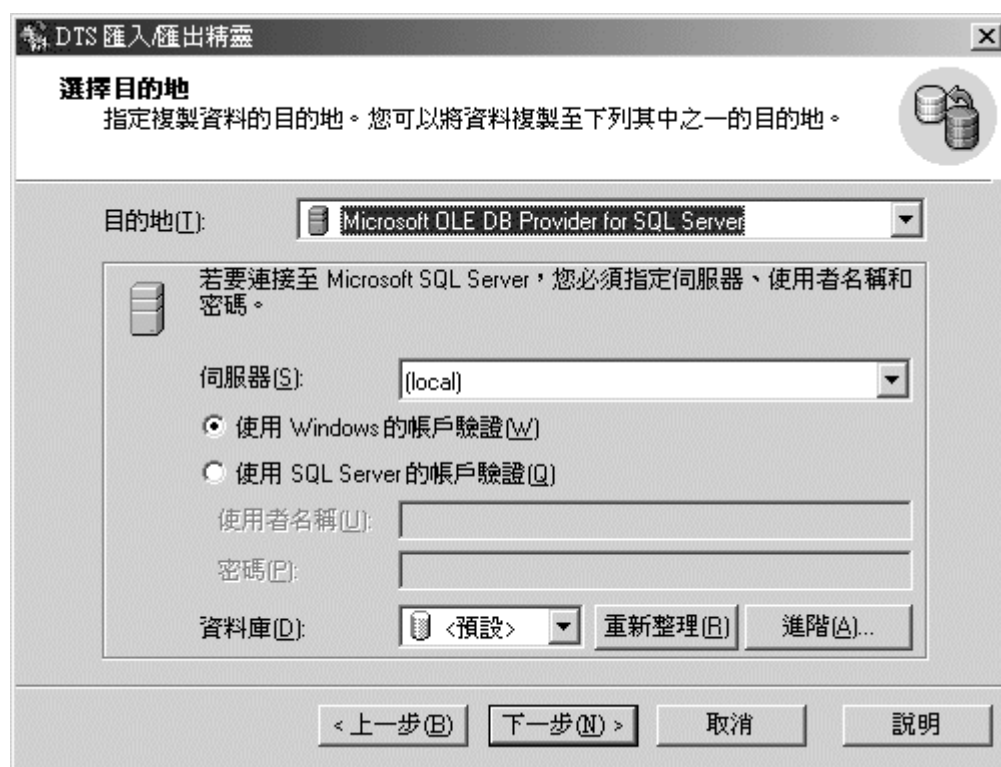 DTS 匯入/匯出精靈
選擇目的地
指定複製資料的目的地。您可以將資料複製至下列其中之一的目的地。
目的地(T): Microsoft OLE DB Provider for SQL Server
若要連接至 Microsoft SQL Server，您必須指定伺服器、使用者名稱和
密碼。
伺服器(S): (local)
使用 Windows 的帳戶驗證(W)
使用 SQL Server 的帳戶驗證(Q)
使用者名稱(U):
密碼(P):
資料庫(D): <預設> 重新整理(R) 進階(A)...
< 上一步(B) 下一步(N) > 取消 說明